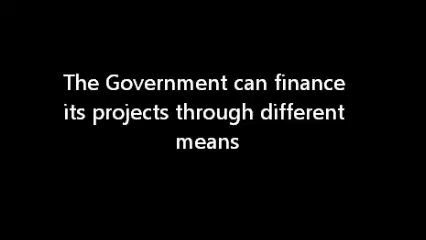 The Government can finance
its projects through different
means